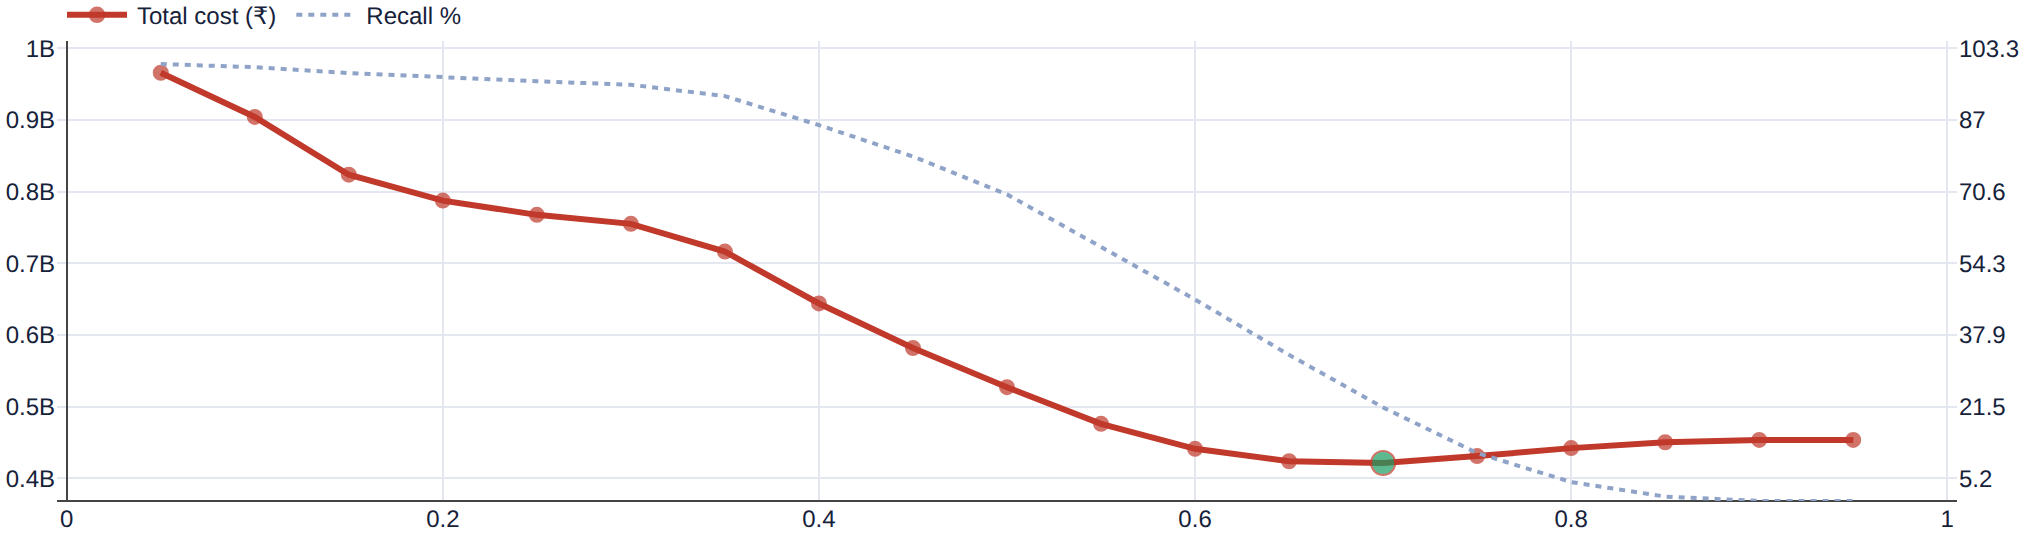 Total cost (₹) Recall %
1B 103.3
0.9B 87
0.8B 70.6
0.7B 54.3
0.6B 37.9
0.5B 21.5
0.4B 5.2
0 0.2 0.4 0.6 0.8 1